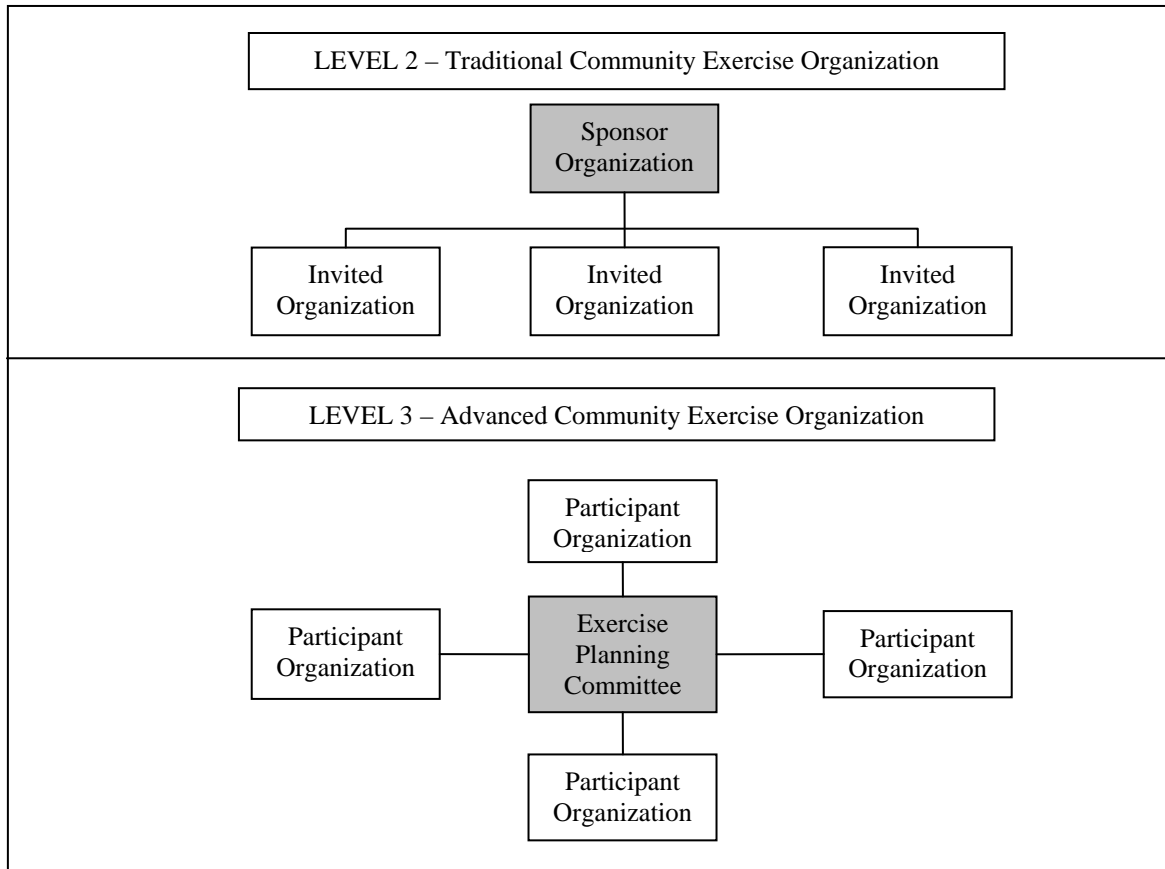 LEVEL 2 – Traditional Community Exercise Organization
Sponsor
Organization
Invited
Organization
Invited
Organization
Invited
Organization
LEVEL 3 – Advanced Community Exercise Organization
Participant
Organization
Participant
Organization
Exercise
Planning
Committee
Participant
Organization
Participant
Organization